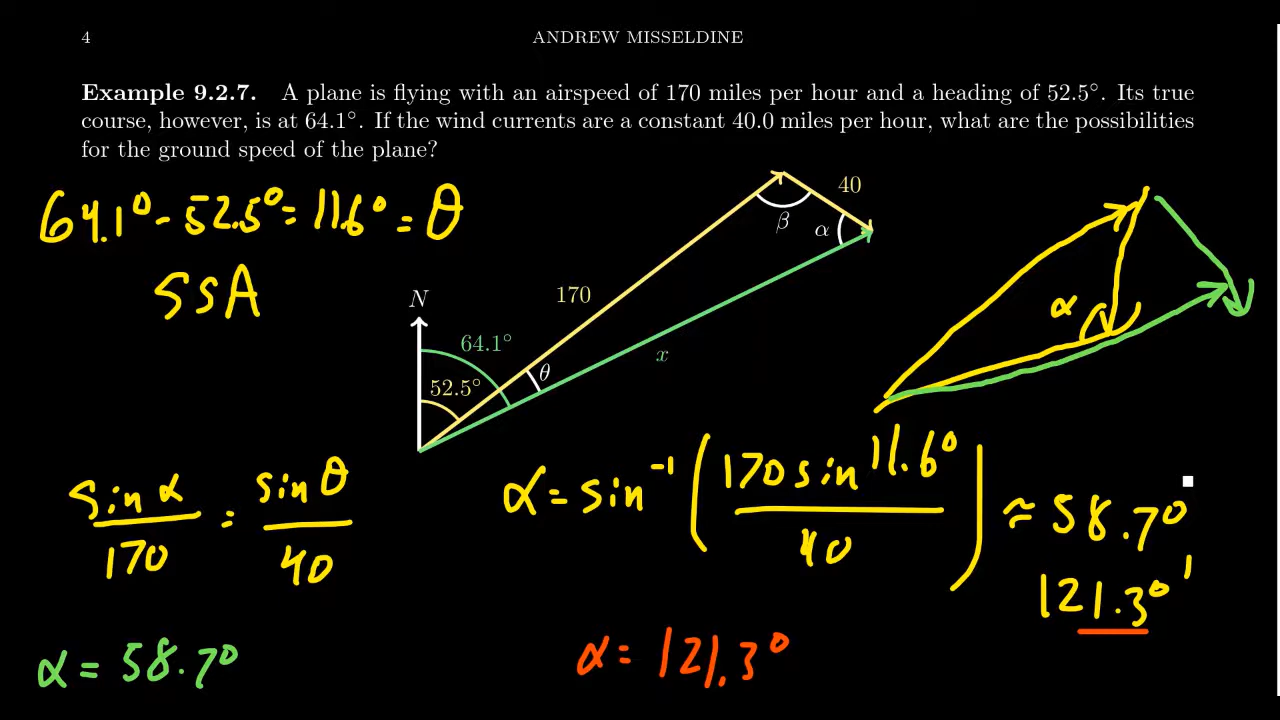 4 ANDREW MISSELDINE
Example 9.2.7. A plane is flying with an airspeed of 170 miles per hour and a heading of 52.5°. Its true
course, however, is at 64.1°. If the wind currents are a constant 40.0 miles per hour, what are the possibilities
for the ground speed of the plane?
64.1° - 52.5° = 11.6° = θ
SSA
N
64.1°
52.5°
θ
170
x
40
β
α
α
sin α / 170 = sin θ / 40
α = sin⁻¹ (170 sin 11.6° / 40) ≈ 58.7°,
121.3°
α = 58.7°
α = 121.3°